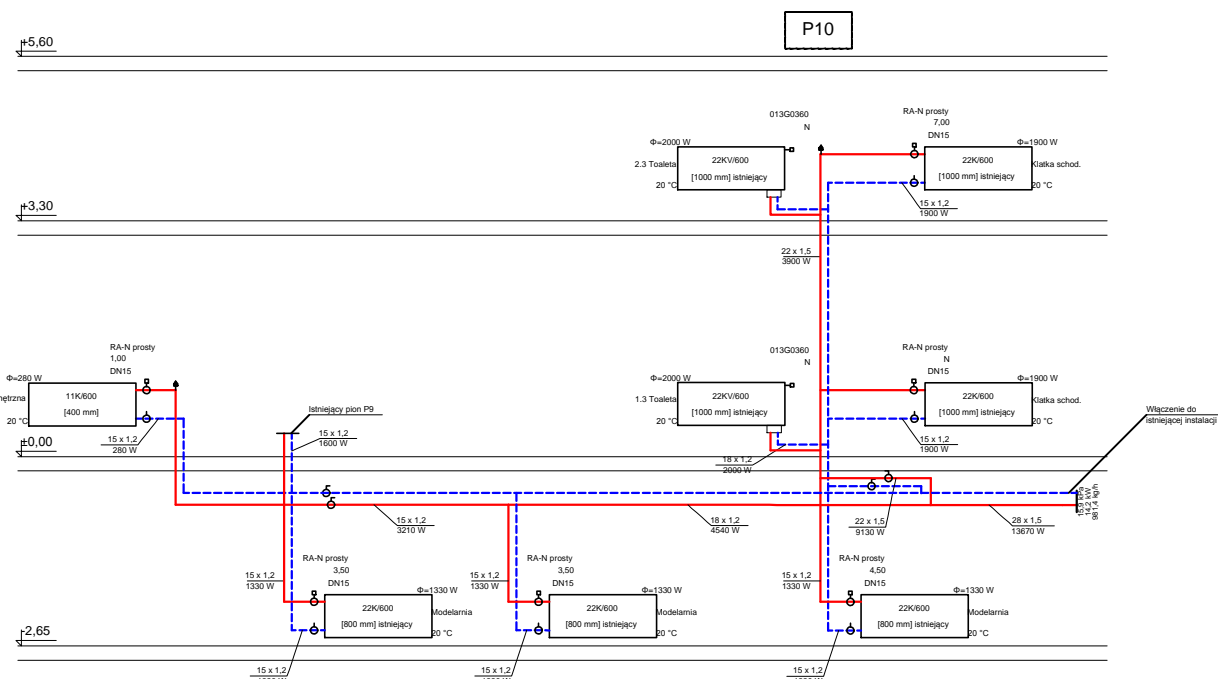 P10
+5,60
013G0360
N
RA-N prosty
7,00
DN15
Φ=2000 W
22KV/600
2.3 Toaleta
[1000 mm] istniejący
20 °C
Φ=1900 W
22K/600
Klatka schod.
[1000 mm] istniejący
20 °C
15 x 1,2
1900 W
+3,30
22 x 1,5
3900 W
RA-N prosty
1,00
DN15
Φ=280 W
11K/600
[400 mm]
20 °C
15 x 1,2
280 W
Istniejący pion P9
15 x 1,2
1600 W
013G0360
N
RA-N prosty
N
DN15
Φ=2000 W
22KV/600
1.3 Toaleta
[1000 mm] istniejący
20 °C
Φ=1900 W
22K/600
Klatka schod.
[1000 mm] istniejący
20 °C
15 x 1,2
1900 W
18 x 1,2
2000 W
Włączenie do
istniejącej instalacji
±0,00
15,9 kPa
14,2 kW
981,4 kg/h
15 x 1,2
3210 W
18 x 1,2
4540 W
22 x 1,5
9130 W
28 x 1,5
13670 W
RA-N prosty
3,50
DN15
15 x 1,2
1330 W
Φ=1330 W
22K/600
Modelarnia
[800 mm] istniejący
20 °C
15 x 1,2
RA-N prosty
3,50
DN15
15 x 1,2
1330 W
Φ=1330 W
22K/600
Modelarnia
[800 mm] istniejący
20 °C
15 x 1,2
RA-N prosty
4,50
DN15
15 x 1,2
1330 W
Φ=1330 W
22K/600
Modelarnia
[800 mm] istniejący
20 °C
15 x 1,2
-2,65